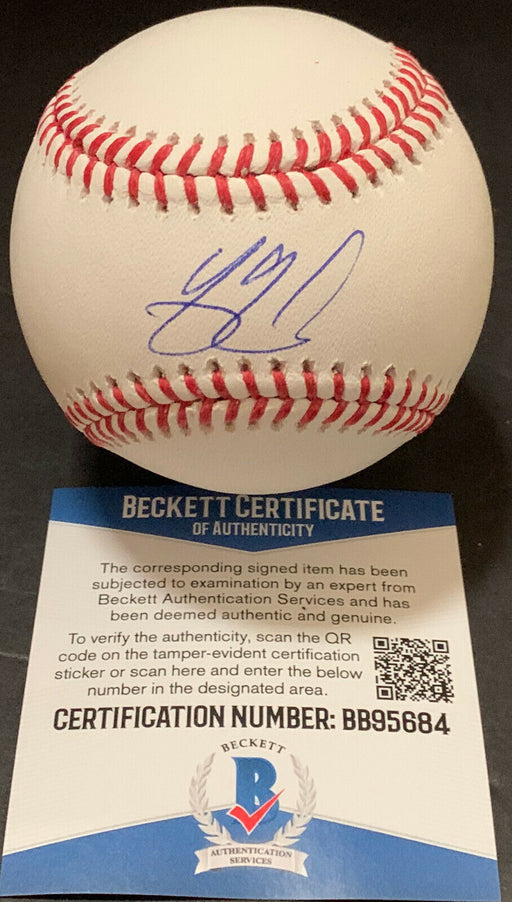 BECKETT CERTIFICATE
OF AUTHENTICITY
The corresponding signed item has been
subjected to examination by an expert from
Beckett Authentication Services and has
been deemed authentic and genuine.
To verify the authenticity, scan the QR
code on the tamper-evident certification
sticker or scan here and enter the below
number in the designated area.
CERTIFICATION NUMBER: BB95684
BECKETT
B
AUTHENTICATION
SERVICES